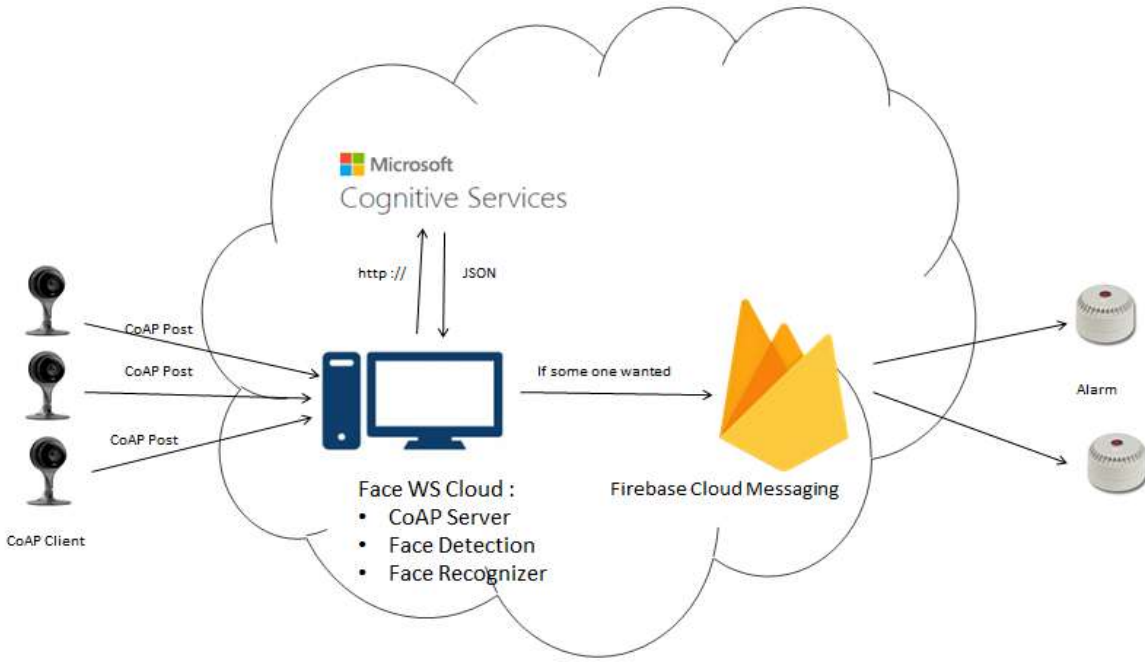 Microsoft
Cognitive Services
http ://
JSON
CoAP Post
CoAP Post
If some one wanted
CoAP Post
Alarm
Face WS Cloud :
• CoAP Server
• Face Detection
• Face Recognizer
Firebase Cloud Messaging
CoAP Client